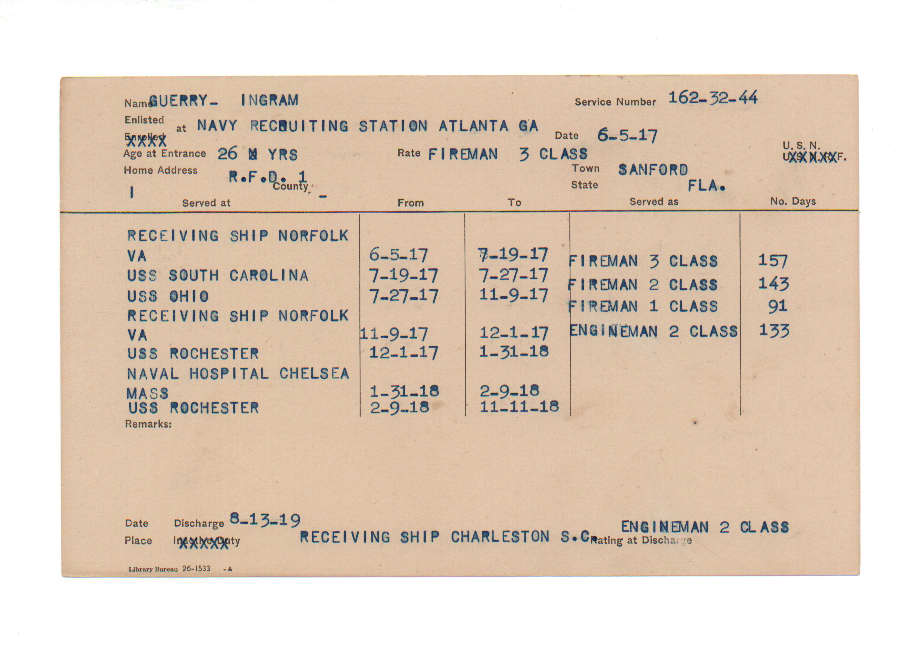 Name GUERRY- INGRAM Service Number 162-32-44
Enlisted
Enrolled at NAVY RECRUITING STATION ATLANTA GA Date 6-5-17
XXXX
Age at Entrance 26 YRS Rate FIREMAN 3 CLASS U. S. N.
Home Address R.F.D. 1 Town SANFORD
County - State FLA.
Served at From To Served as No. Days
RECEIVING SHIP NORFOLK
VA 6-5-17 7-19-17 FIREMAN 3 CLASS 157
USS SOUTH CAROLINA 7-19-17 7-27-17 FIREMAN 2 CLASS 143
USS OHIO 7-27-17 11-9-17 FIREMAN 1 CLASS 91
RECEIVING SHIP NORFOLK
VA 11-9-17 12-1-17 ENGINEMAN 2 CLASS 133
USS ROCHESTER 12-1-17 1-31-18
NAVAL HOSPITAL CHELSEA
MASS 1-31-18 2-9-18
USS ROCHESTER 2-9-18 11-11-18
Remarks:
Date Discharge 8-13-19 ENGINEMAN 2 CLASS
Place Inactive Duty XXXXX RECEIVING SHIP CHARLESTON S.C. Rating at Discharge
Library Bureau 26-1533 -A